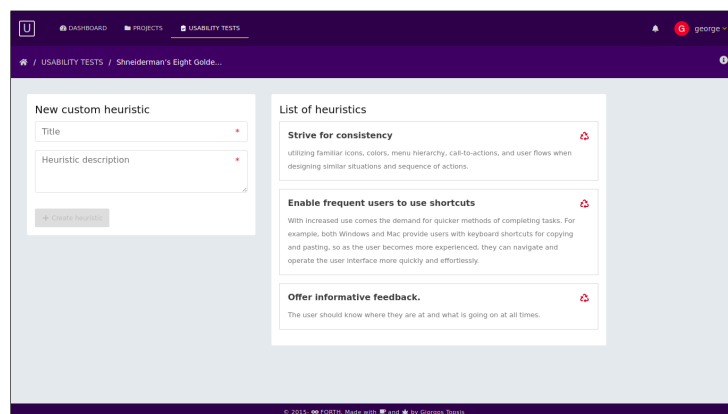 U
DASHBOARD PROJECTS USABILITY TESTS
G george
/ USABILITY TESTS / Shneiderman's Eight Golde...
New custom heuristic
Title *
Heuristic description *
+ Create heuristic
List of heuristics
Strive for consistency
utilizing familiar icons, colors, menu hierarchy, call-to-actions, and user flows when
designing similar situations and sequence of actions.
Enable frequent users to use shortcuts
With increased use comes the demand for quicker methods of completing tasks. For
example, both Windows and Mac provide users with keyboard shortcuts for copying
and pasting, so as the user becomes more experienced, they can navigate and
operate the user interface more quickly and effortlessly.
Offer informative feedback.
The user should know where they are at and what is going on at all times.
© 2015- ∞ FORTH. Made with and by Giorgos Topsis